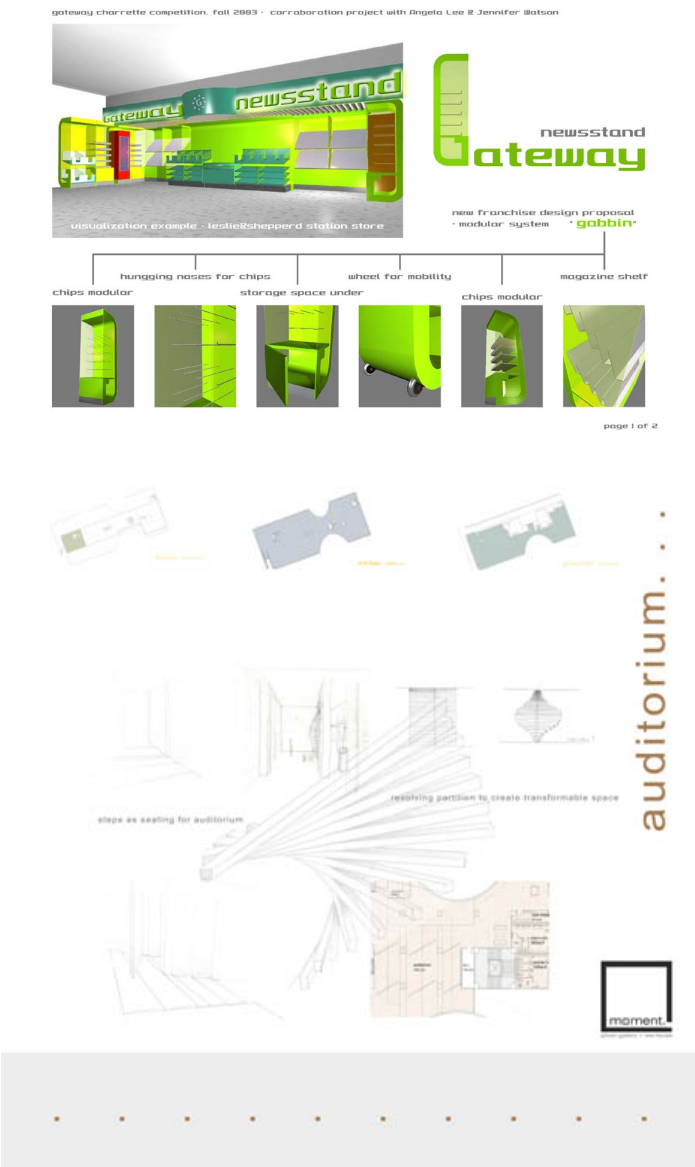 gateway charrette competition, fall 2003 - corraboration project with Angela Lee & Jennifer Watson
Gateway newsstand
visualization example - leslie&shepperd station store
newsstand
Gateway
new franchise design proposal
- modular system - "gabbin"
hungging noses for chips
wheel for mobility
magazine shelf
chips modular
storage space under
chips modular
page 1 of 2
auditorium. . .
revolving partition to create transformable space
steps as seating for auditorium
moment.